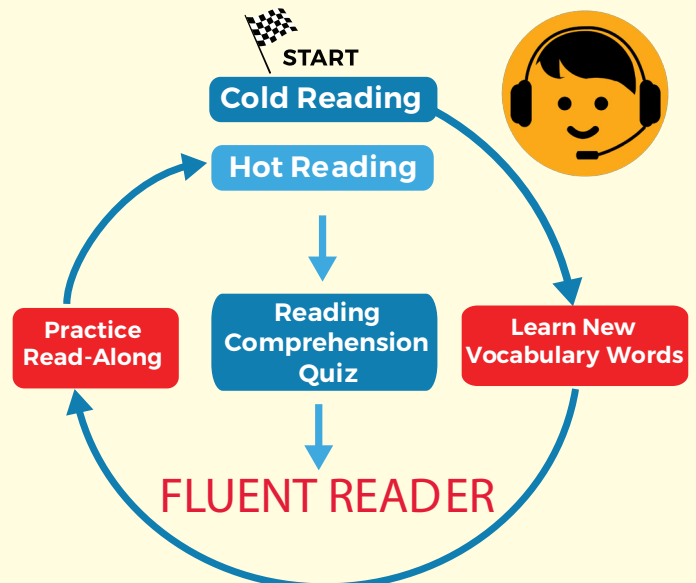 START
Cold Reading
Hot Reading
Practice
Read-Along
Reading
Comprehension
Quiz
Learn New
Vocabulary Words
FLUENT READER